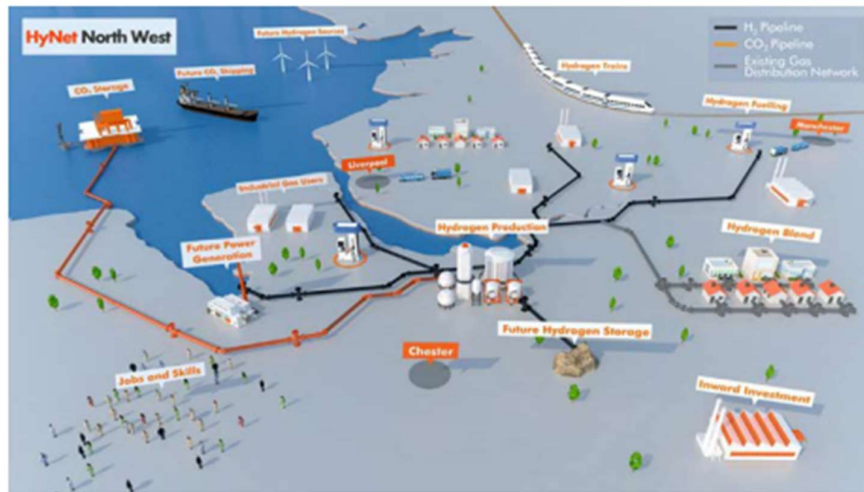 HyNet North West
Future Hydrogen Sources
H₂ Pipeline
CO₂ Pipeline
Existing Gas
Distribution Network
Future CO₂ Shipping
CO₂ Storage
Hydrogen Trains
Hydrogen Fuelling
Manchester
Liverpool
Industrial Gas Users
Hydrogen Production
Hydrogen Blend
Future Power
Generation
Future Hydrogen Storage
Chester
Jobs and Skills
Inward Investment